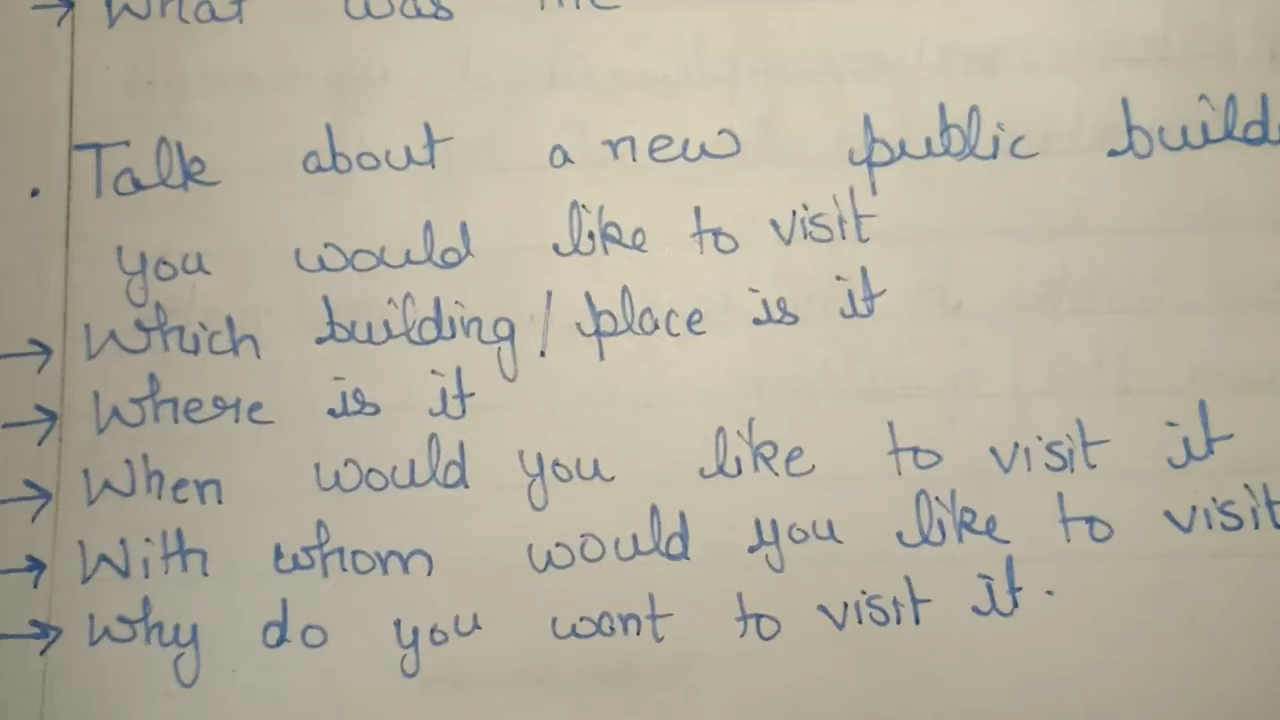 → What was
. Talk about a new public build
you would like to visit
→ Which building / place is it
→ Where is it
→ When would you like to visit it
→ With whom would you like to visit
→ Why do you want to visit it.